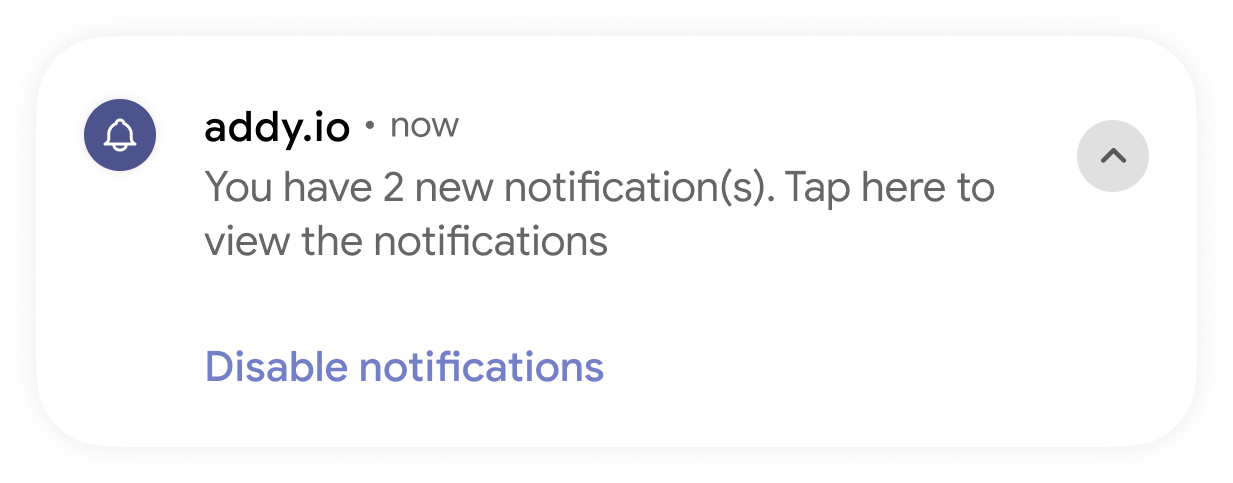 addy.io • now
You have 2 new notification(s). Tap here to
view the notifications
Disable notifications